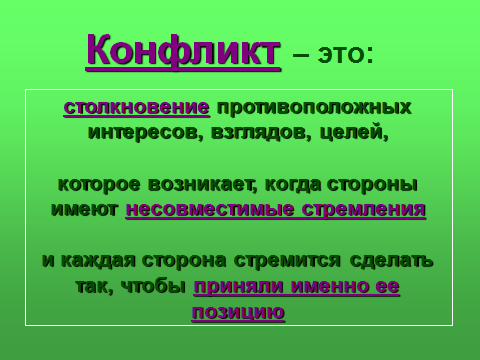 Конфликт – это:
столкновение противоположных
интересов, взглядов, целей,
которое возникает, когда стороны
имеют несовместимые стремления
и каждая сторона стремится сделать
так, чтобы приняли именно ее
позицию